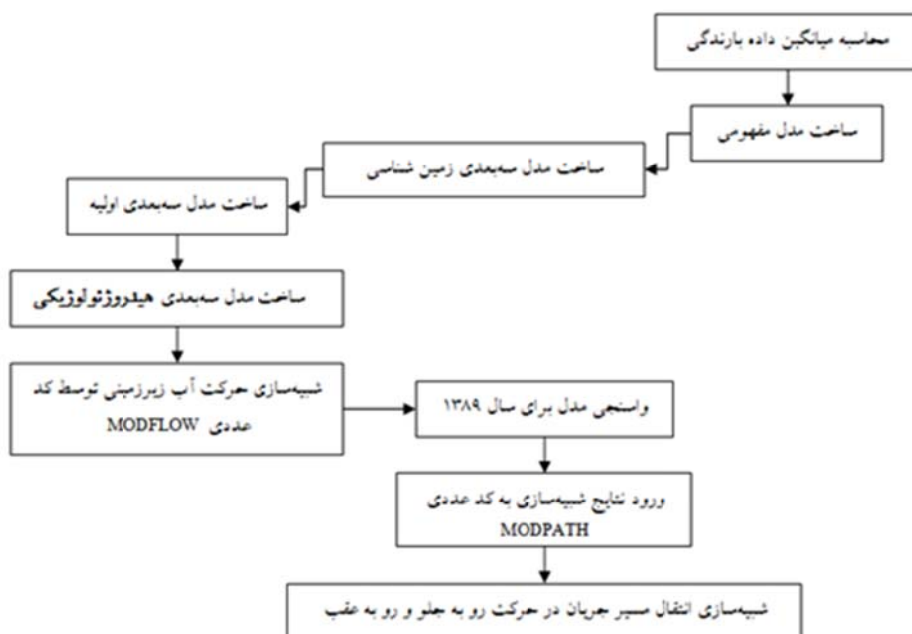 محاسبه میانگین داده بارندگی
ساخت مدل مفهومی
ساخت مدل سه‌بعدی زمین شناسی
ساخت مدل سه‌بعدی اولیه
ساخت مدل سه‌بعدی هیدروژئولوژیکی
شبیه‌سازی حرکت آب زیرزمینی توسط کد
عددی MODFLOW
واسنجی مدل برای سال ۱۳۸۹
ورود نتایج شبیه‌سازی به کد عددی
MODPATH
شبیه‌سازی انتقال مسیر جریان در حرکت رو به جلو و رو به عقب